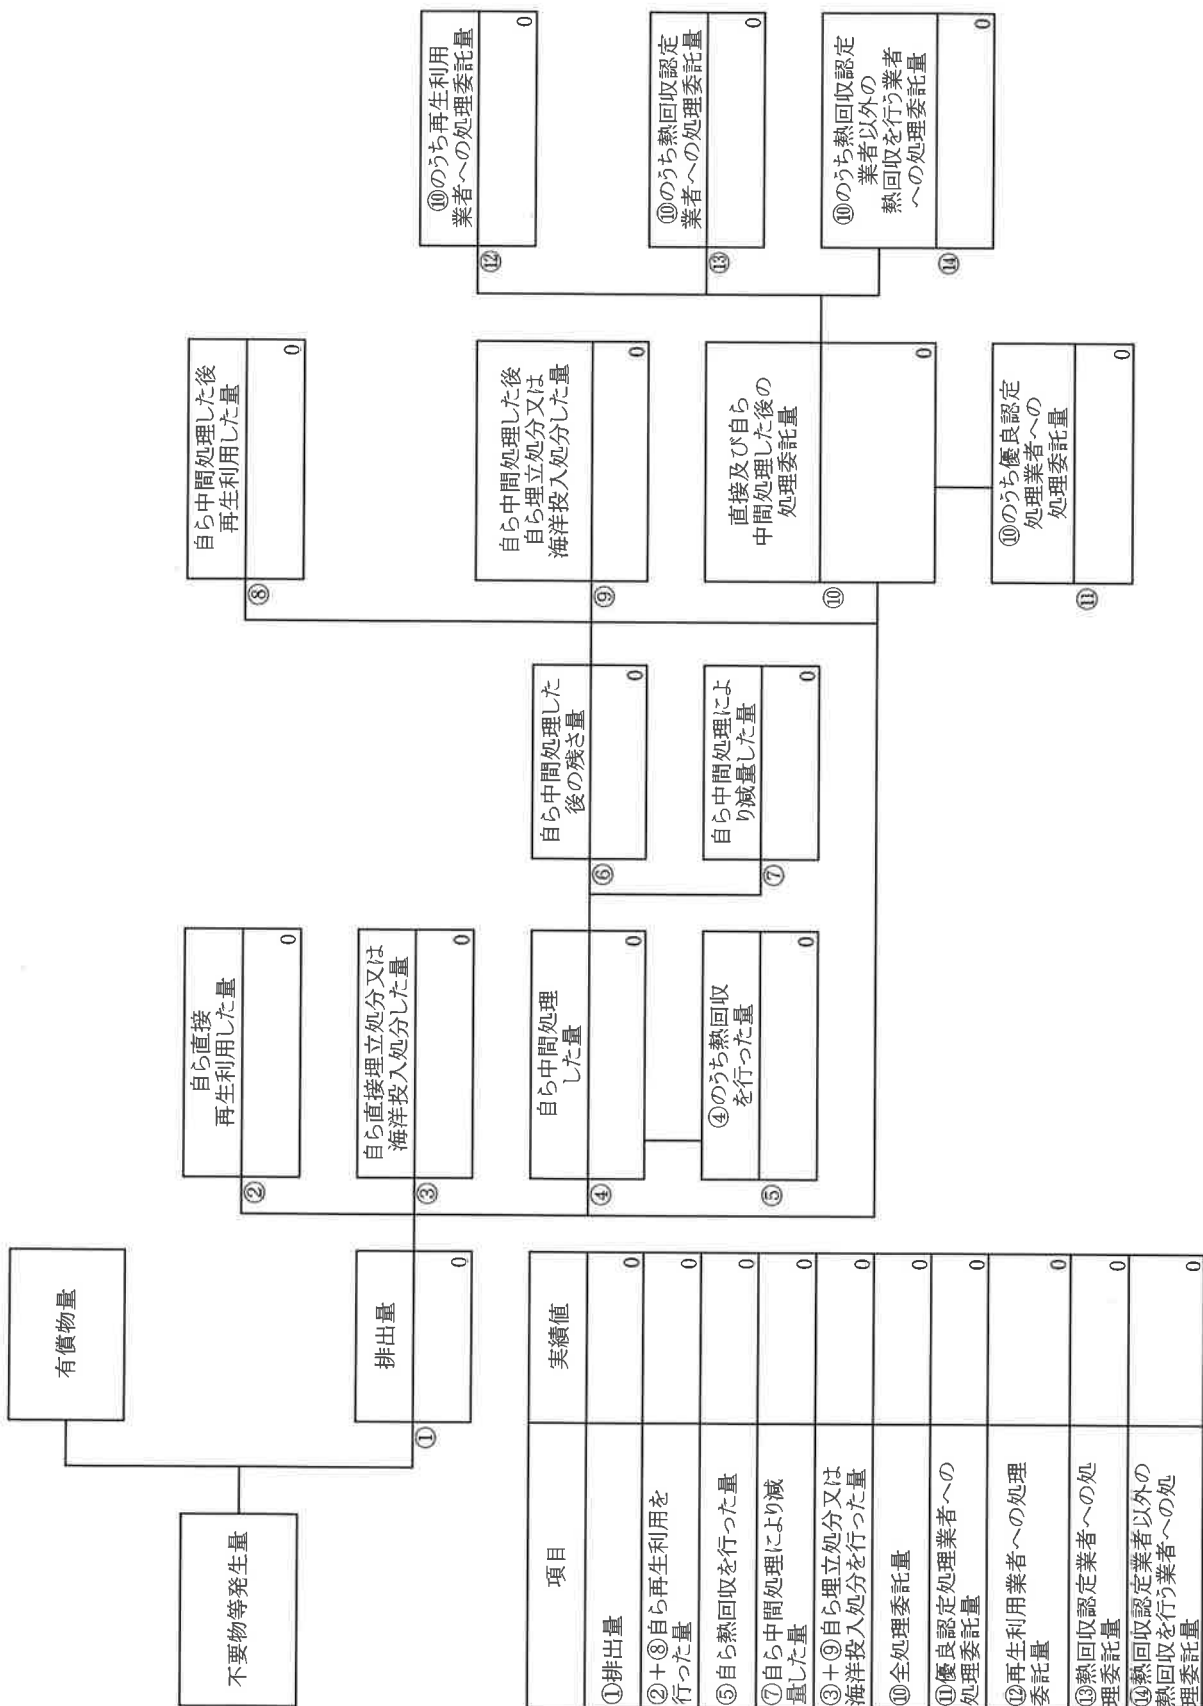 不要物等発生量
有償物量
①
排出量
0
②
自ら直接
再生利用した量
0
③
自ら直接埋立処分又は
海洋投入処分した量
0
④
自ら中間処理
した量
0
⑤
④のうち熱回収
を行った量
0
⑥
自ら中間処理した
後の残さ量
0
⑦
自ら中間処理によ
り減量した量
0
⑧
自ら中間処理した後
再生利用した量
0
⑨
自ら中間処理した後
自ら埋立処分又は
海洋投入処分した量
0
⑩
直接及び自ら
中間処理した後の
処理委託量
0
⑪
⑩のうち優良認定
処理業者への
処理委託量
0
⑫
⑩のうち再生利用
業者への処理委託量
0
⑬
⑩のうち熱回収認定
業者への処理委託量
0
⑭
⑩のうち熱回収認定
業者以外の
熱回収を行う業者
への処理委託量
0
項目
実績値
①排出量
0
②+⑧自ら再生利用を
行った量
0
⑤自ら熱回収を行った量
0
⑦自ら中間処理により減
量した量
0
③+⑨自ら埋立処分又は
海洋投入処分を行った量
0
⑩全処理委託量
0
⑪優良認定処理業者への
処理委託量
0
⑫再生利用業者への処理
委託量
0
⑬熱回収認定業者への処
理委託量
0
⑭熱回収認定業者以外の
熱回収を行う業者への処
理委託量
0